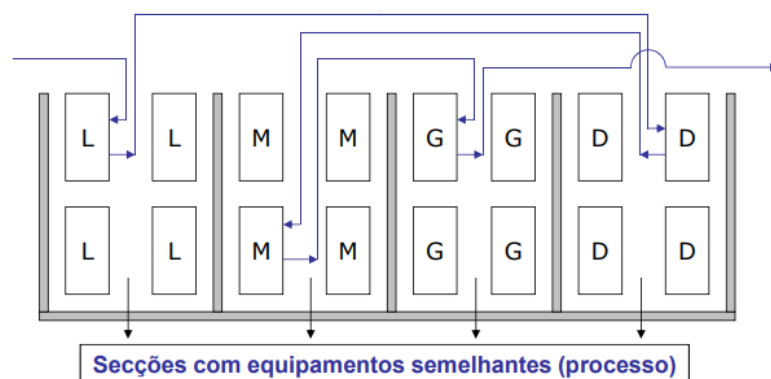 L L M M G G D D
L L M M G G D D
Secções com equipamentos semelhantes (processo)